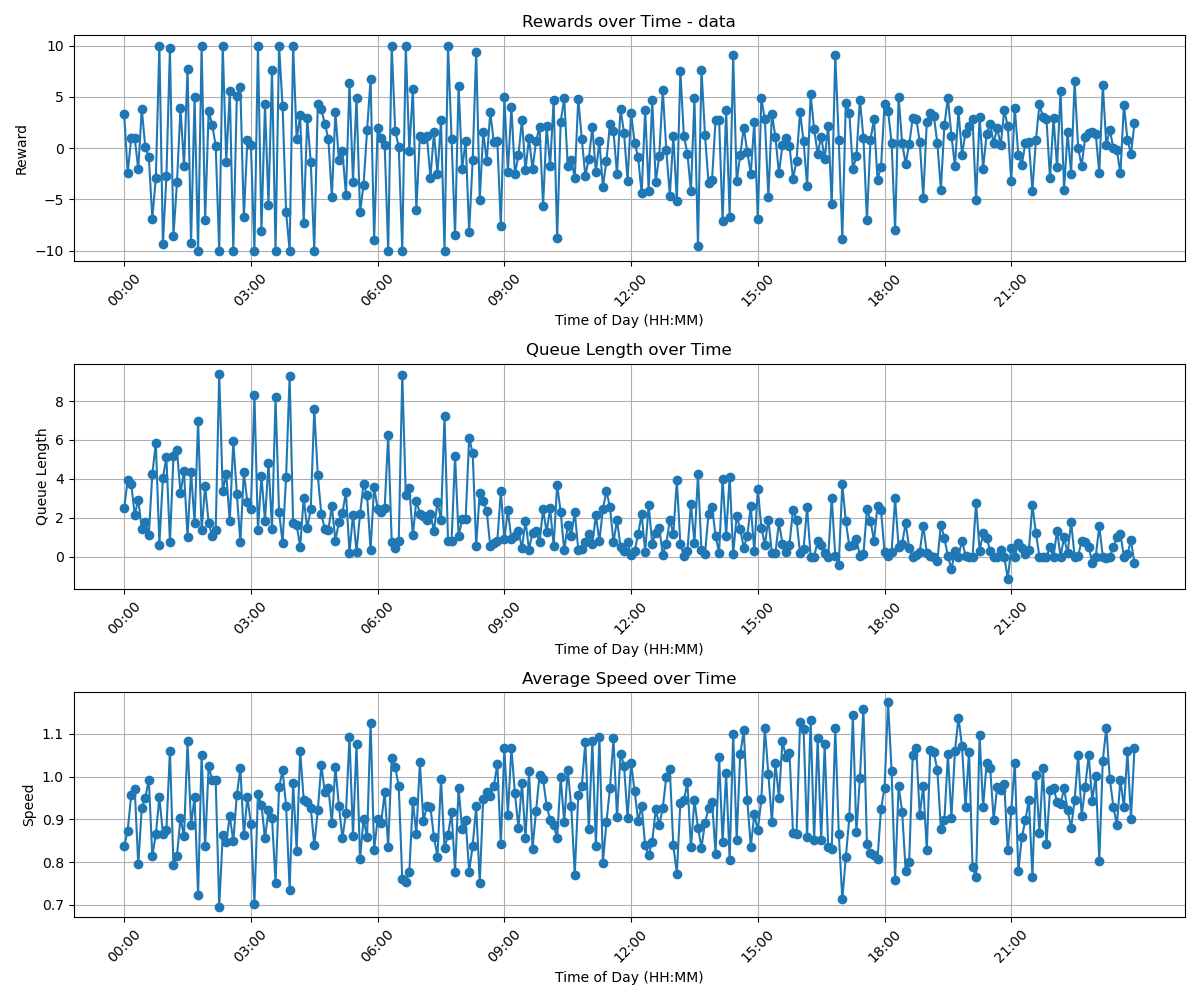 Rewards over Time - data
10
5
0
−5
−10
Reward
00:00 03:00 06:00 09:00 12:00 15:00 18:00 21:00
Time of Day (HH:MM)
Queue Length over Time
8
6
4
2
0
Queue Length
00:00 03:00 06:00 09:00 12:00 15:00 18:00 21:00
Time of Day (HH:MM)
Average Speed over Time
1.1
1.0
0.9
0.8
0.7
Speed
00:00 03:00 06:00 09:00 12:00 15:00 18:00 21:00
Time of Day (HH:MM)